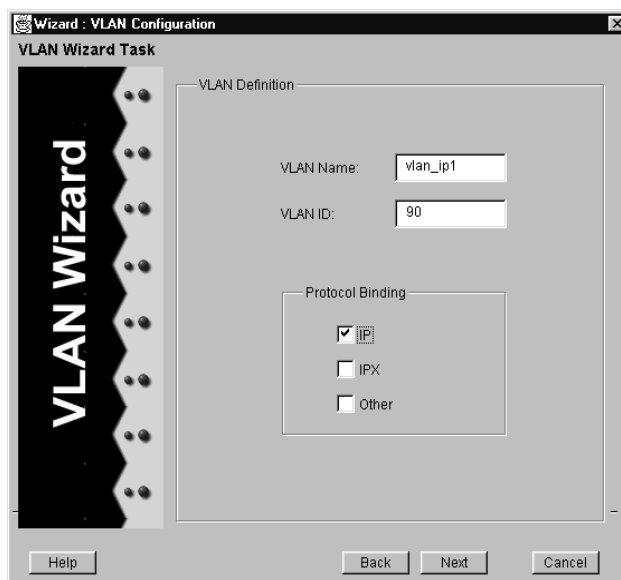 Wizard : VLAN Configuration
VLAN Wizard Task
VLAN Wizard
VLAN Definition
VLAN Name: vlan_ip1
VLAN ID: 90
Protocol Binding
IP
IPX
Other
Help Back Next Cancel